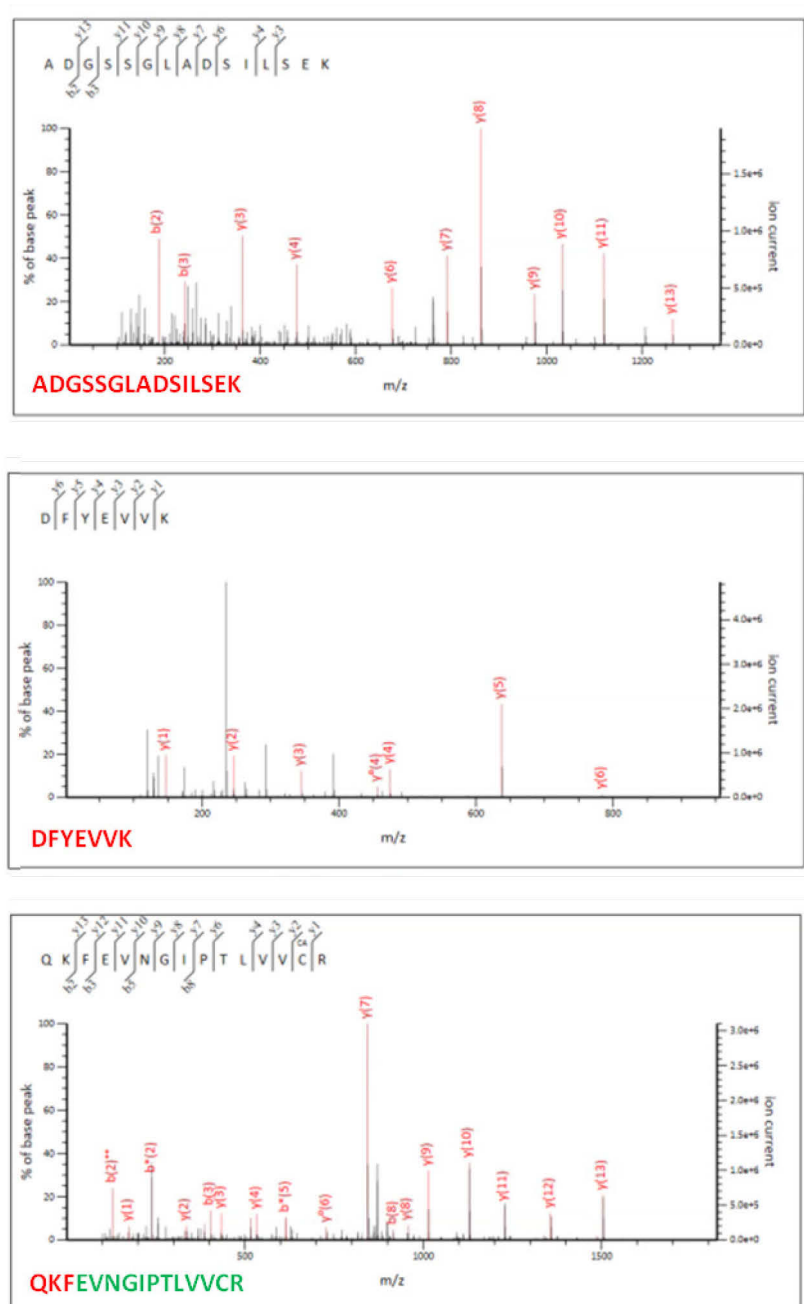 y13 y11 y10 y9 y8 y7 y6 y4 y3
A D G S S G L A D S I L S E K
b2 b3
100
80
60
40
20
0
% of base peak
b(2) b(3) y(3) y(4) y(6) y(7) y(8) y(9) y(10) y(11) y(13)
1.5e+6
1.0e+6
5.0e+5
0.0e+0
ion current
200 400 600 800 1000 1200
m/z
ADGSSGLADSILSEK
y6 y5 y4 y3 y2 y1
D F Y E V V K
100
80
60
40
20
0
% of base peak
y(1) y(2) y(3) y(4) y(5) y(6)
4.0e+6
3.0e+6
2.0e+6
1.0e+6
0.0e+0
ion current
200 400 600 800
m/z
DFYEVVK
y13 y12 y11 y10 y9 y8 y7 y6 y4 y3 y2 y1
CA
Q K F E V N G I P T L V V C R
b2 b3 b5 b8
100
80
60
40
20
0
% of base peak
b(2)** y(1) b*(2) y(2) b(3) y(3) y(4) b*(5) y(7) b(8) y(8) y(9) y(10) y(11) y(12) y(13)
3.0e+6
2.5e+6
2.0e+6
1.5e+6
1.0e+6
5.0e+5
0.0e+0
ion current
500 1000 1500
m/z
QKFEVNGIPTLVVCR